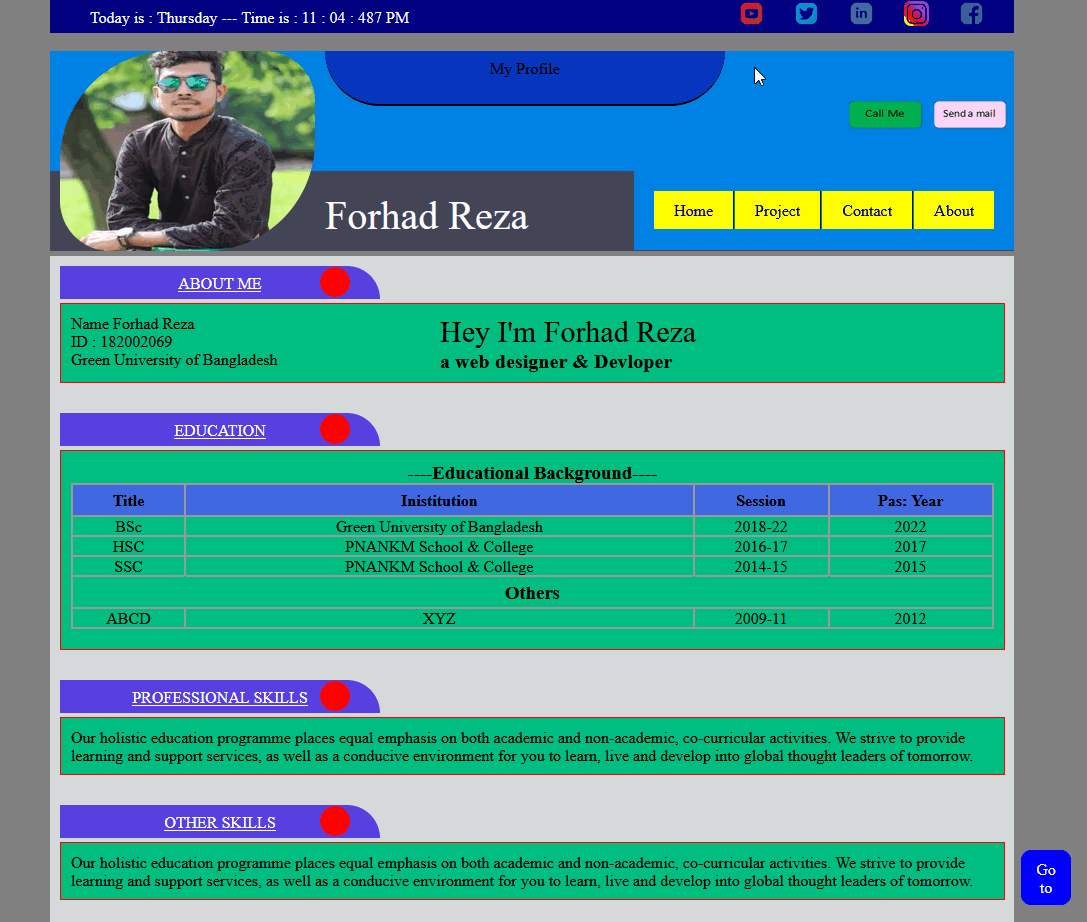 Today is : Thursday --- Time is : 11 : 04 : 487 PM
My Profile
Call Me
Send a mail
Forhad Reza
Home
Project
Contact
About
ABOUT ME
Name Forhad Reza
ID : 182002069
Green University of Bangladesh
Hey I'm Forhad Reza
a web designer & Devloper
EDUCATION
----Educational Background----
Title Inistitution Session Pas: Year
BSc Green University of Bangladesh 2018-22 2022
HSC PNANKM School & College 2016-17 2017
SSC PNANKM School & College 2014-15 2015
Others
ABCD XYZ 2009-11 2012
PROFESSIONAL SKILLS
Our holistic education programme places equal emphasis on both academic and non-academic, co-curricular activities. We strive to provide
learning and support services, as well as a conducive environment for you to learn, live and develop into global thought leaders of tomorrow.
OTHER SKILLS
Our holistic education programme places equal emphasis on both academic and non-academic, co-curricular activities. We strive to provide
learning and support services, as well as a conducive environment for you to learn, live and develop into global thought leaders of tomorrow.
Go
to